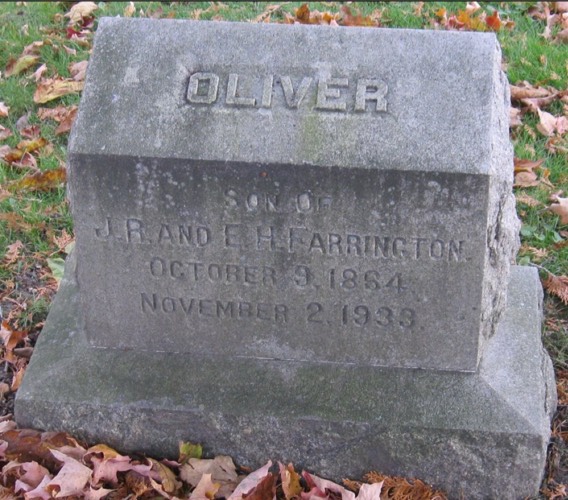 OLIVER
SON OF
J. R. AND E. H. FARRINGTON.
OCTOBER 9, 1864.
NOVEMBER 2, 1933.